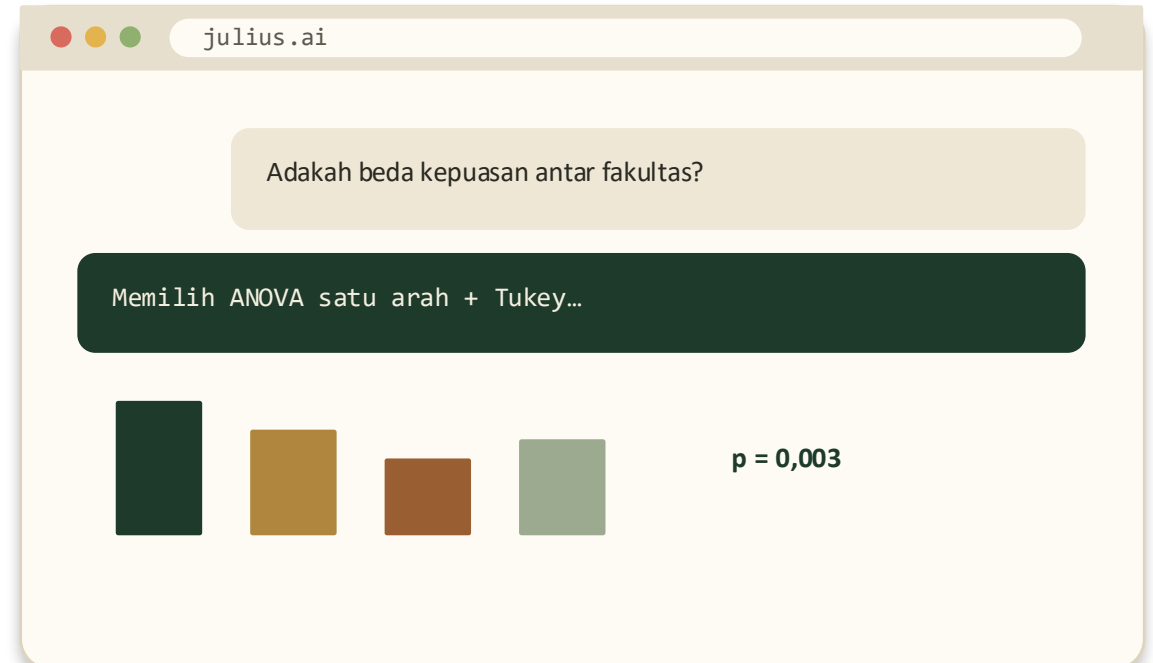 julius.ai
Adakah beda kepuasan antar fakultas?
Memilih ANOVA satu arah + Tukey…
p = 0,003